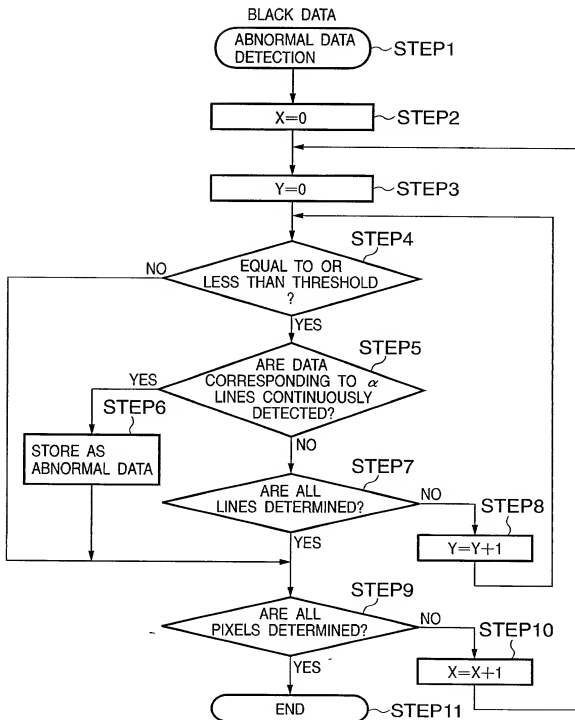 BLACK DATA
ABNORMAL DATA
DETECTION
STEP1
X=0
STEP2
Y=0
STEP3
STEP4
EQUAL TO OR
LESS THAN THRESHOLD
?
NO
YES
STEP5
ARE DATA
CORRESPONDING TO α
LINES CONTINUOUSLY
DETECTED?
YES
NO
STEP6
STORE AS
ABNORMAL DATA
STEP7
ARE ALL
LINES DETERMINED?
NO
YES
STEP8
Y=Y+1
STEP9
ARE ALL
PIXELS DETERMINED?
NO
YES
STEP10
X=X+1
END
STEP11